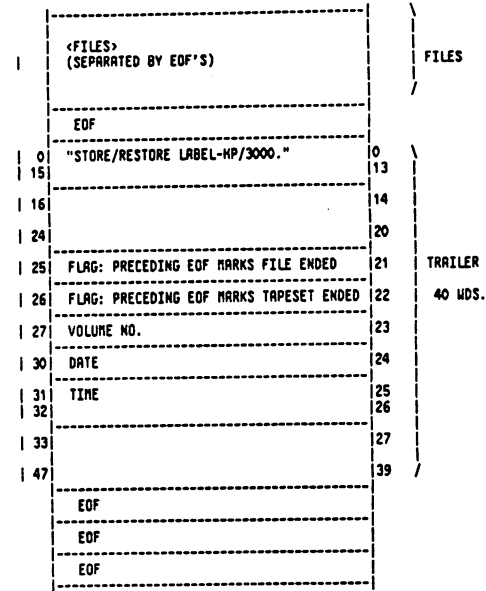 <FILES> FILES
(SEPARATED BY EOF'S)
EOF
0 "STORE/RESTORE LABEL-HP/3000." 0
15 13
16 14
24 20
25 FLAG: PRECEDING EOF MARKS FILE ENDED 21 TRAILER
26 FLAG: PRECEDING EOF MARKS TAPESET ENDED 22 40 WDS.
27 VOLUME NO. 23
30 DATE 24
31 TIME 25
32 26
33 27
47 39
EOF
EOF
EOF